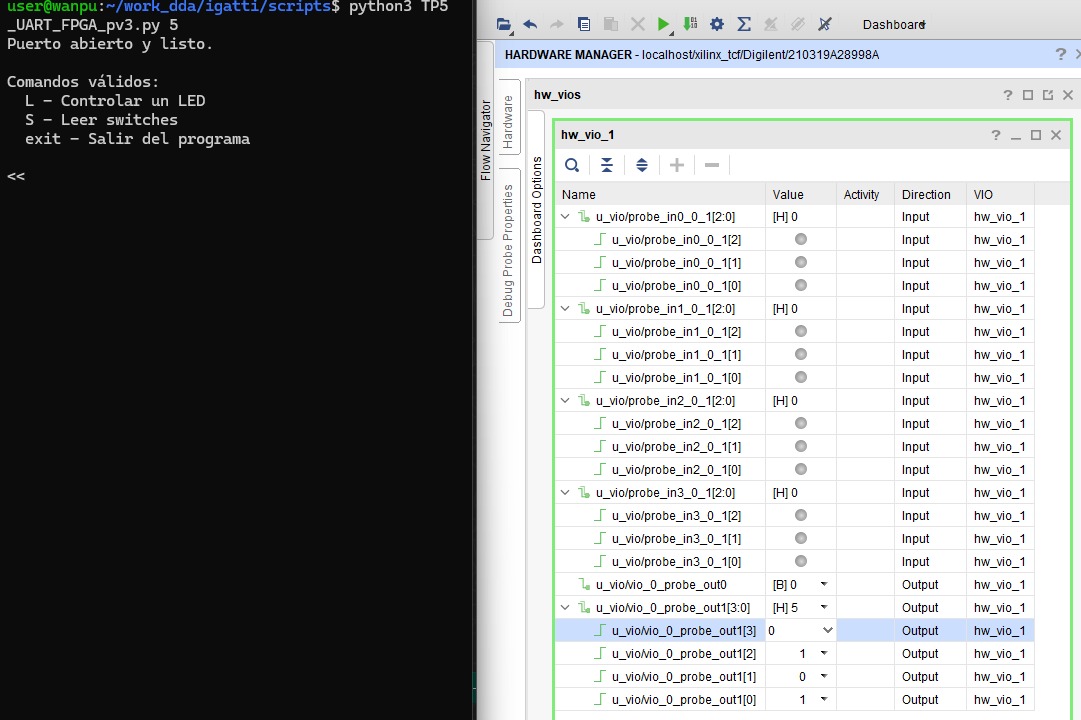 user@wanpu:~/work_dda/igatti/scripts$ python3 TP5
_UART_FPGA_pv3.py 5
Puerto abierto y listo.
Comandos válidos:
L - Controlar un LED
S - Leer switches
exit - Salir del programa
<<
Dashboard
HARDWARE MANAGER - localhost/xilinx_tcf/Digilent/210319A28998A
Flow Navigator
Hardware
Debug Probe Properties
Dashboard Options
hw_vios
hw_vio_1
Name Value Activity Direction VIO
u_vio/probe_in0_0_1[2:0] [H] 0 Input hw_vio_1
u_vio/probe_in0_0_1[2] Input hw_vio_1
u_vio/probe_in0_0_1[1] Input hw_vio_1
u_vio/probe_in0_0_1[0] Input hw_vio_1
u_vio/probe_in1_0_1[2:0] [H] 0 Input hw_vio_1
u_vio/probe_in1_0_1[2] Input hw_vio_1
u_vio/probe_in1_0_1[1] Input hw_vio_1
u_vio/probe_in1_0_1[0] Input hw_vio_1
u_vio/probe_in2_0_1[2:0] [H] 0 Input hw_vio_1
u_vio/probe_in2_0_1[2] Input hw_vio_1
u_vio/probe_in2_0_1[1] Input hw_vio_1
u_vio/probe_in2_0_1[0] Input hw_vio_1
u_vio/probe_in3_0_1[2:0] [H] 0 Input hw_vio_1
u_vio/probe_in3_0_1[2] Input hw_vio_1
u_vio/probe_in3_0_1[1] Input hw_vio_1
u_vio/probe_in3_0_1[0] Input hw_vio_1
u_vio/vio_0_probe_out0 [B] 0 Output hw_vio_1
u_vio/vio_0_probe_out1[3:0] [H] 5 Output hw_vio_1
u_vio/vio_0_probe_out1[3] 0 Output hw_vio_1
u_vio/vio_0_probe_out1[2] 1 Output hw_vio_1
u_vio/vio_0_probe_out1[1] 0 Output hw_vio_1
u_vio/vio_0_probe_out1[0] 1 Output hw_vio_1